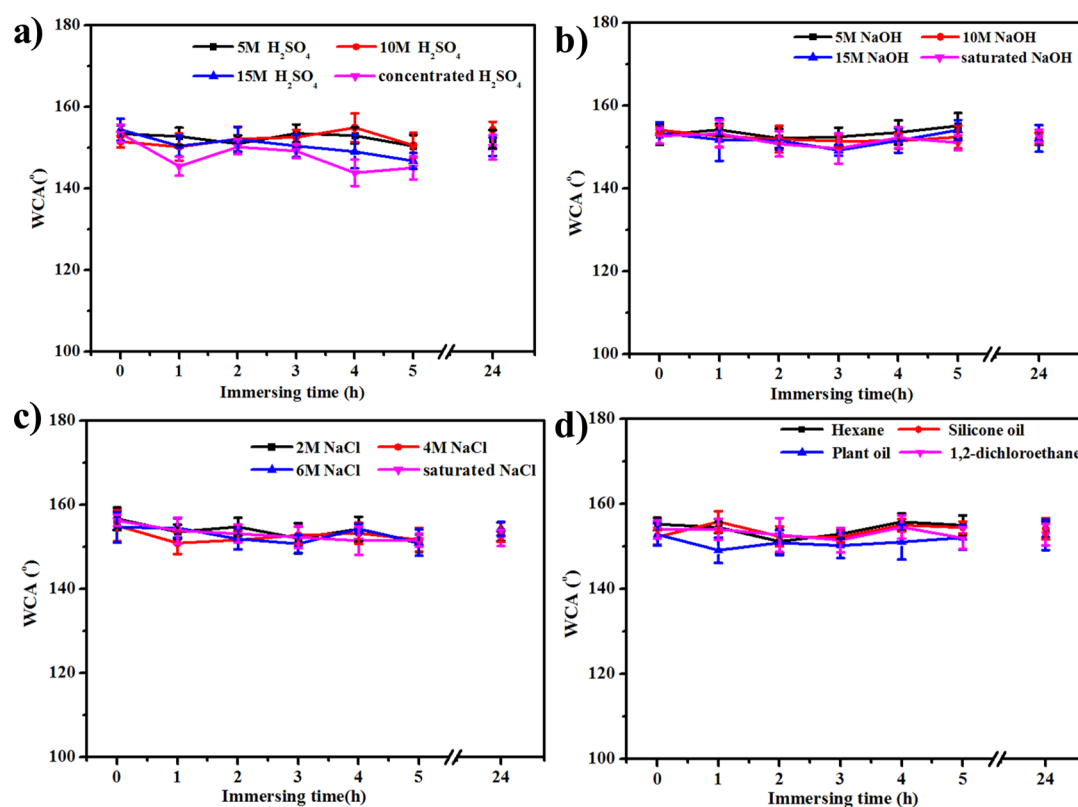 a)
5M H₂SO₄ 10M H₂SO₄
15M H₂SO₄ concentrated H₂SO₄
WCA(°)
180
160
140
120
100
0 1 2 3 4 5 24
Immersing time (h)
b)
5M NaOH 10M NaOH
15M NaOH saturated NaOH
WCA (°)
180
160
140
120
100
0 1 2 3 4 5 24
Immersing time(h)
c)
2M NaCl 4M NaCl
6M NaCl saturated NaCl
WCA (°)
180
160
150
120
100
0 1 2 3 4 5 24
Immersing time(h)
d)
Hexane Silicone oil
Plant oil 1,2-dichloroethane
WCA (°)
180
160
150
120
100
0 1 2 3 4 5 24
Immersing time(h)